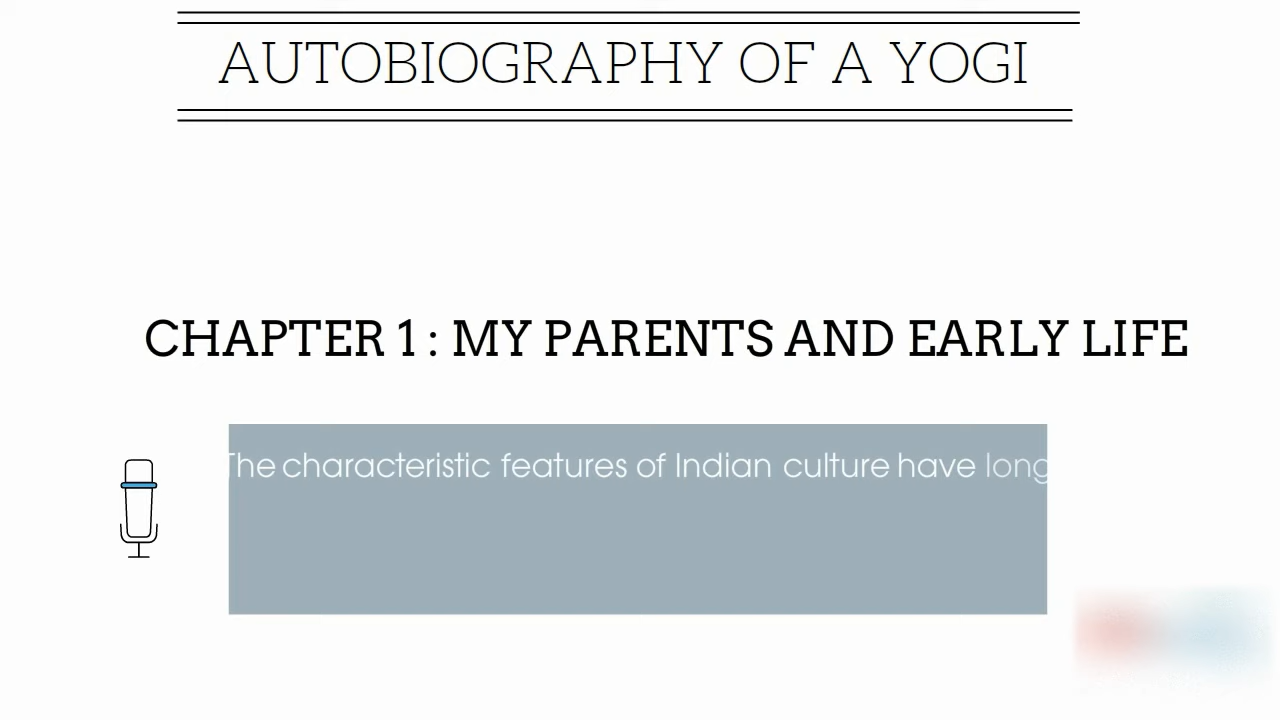 AUTOBIOGRAPHY OF A YOGI
CHAPTER 1: MY PARENTS AND EARLY LIFE
The characteristic features of Indian culture have long